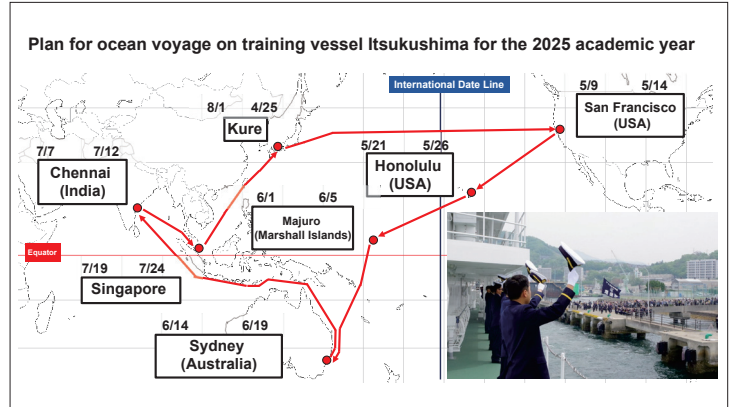 Plan for ocean voyage on training vessel Itsukushima for the 2025 academic year
International Date Line
5/9 5/14
San Francisco
(USA)
8/1 4/25
Kure
7/7 7/12
Chennai
(India)
5/21 5/26
Honolulu
(USA)
6/1 6/5
Majuro
(Marshall Islands)
Equator
7/19 7/24
Singapore
6/14 6/19
Sydney
(Australia)